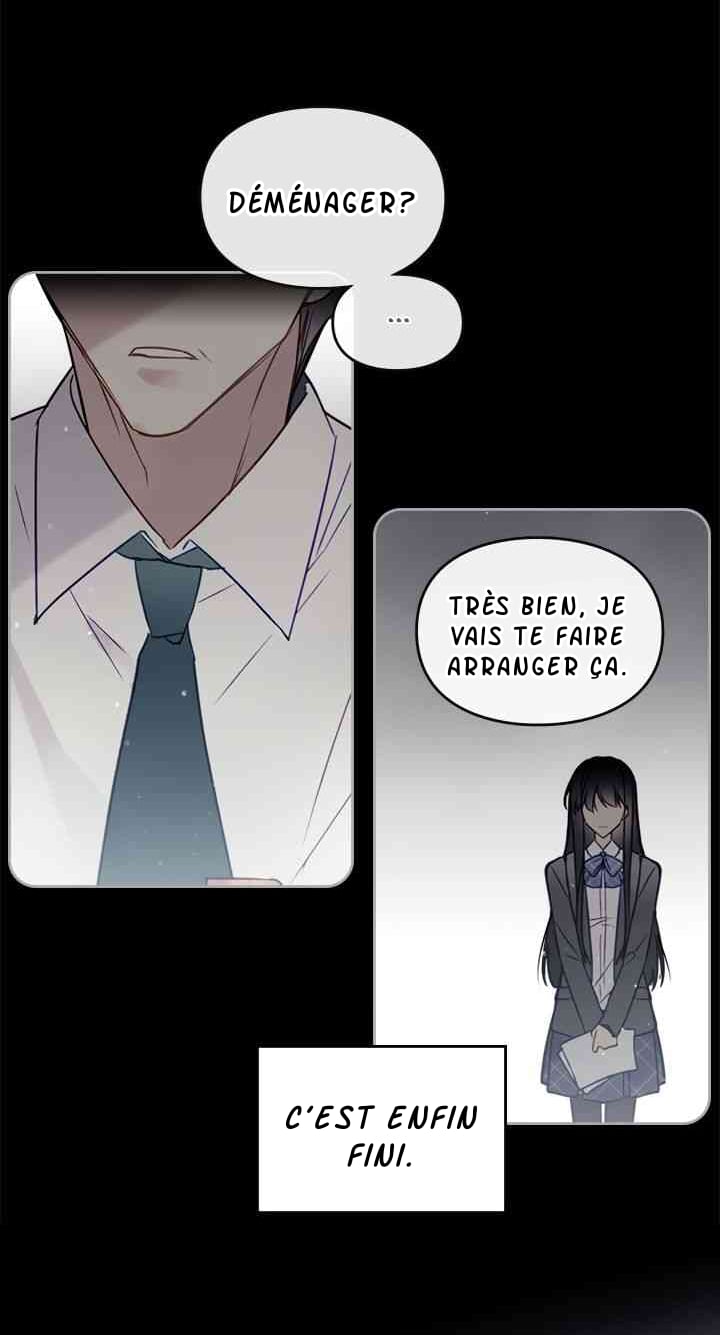 DÉMÉNAGER?
...
TRÈS BIEN, JE
VAIS TE FAIRE
ARRANGER ÇA.
C'EST ENFIN
FINI.